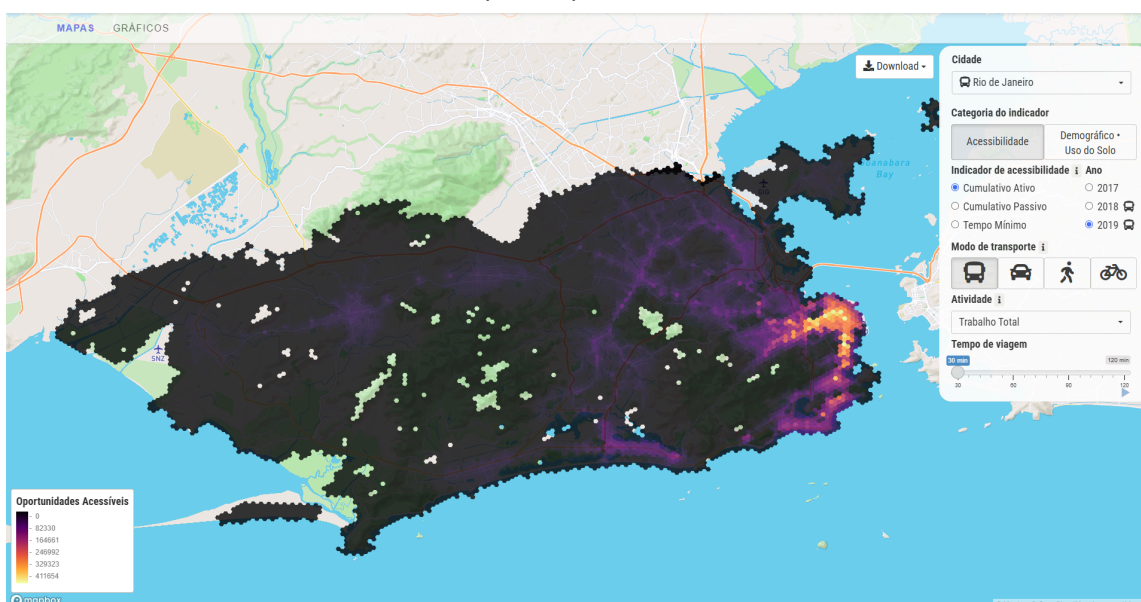 MAPAS GRÁFICOS
Download
Cidade
Rio de Janeiro
Categoria do indicador
Acessibilidade
Demográfico •
Uso do Solo
Indicador de acessibilidade i Ano
Cumulativo Ativo 2017
Cumulativo Passivo 2018
Tempo Mínimo 2019
Modo de transporte i
Atividade i
Trabalho Total
Tempo de viagem
30 min 120 min
30 60 90 120
Guanabara
Bay
GIG
SNZ
Oportunidades Acessíveis
0
82330
164661
246992
329323
411654
mapbox